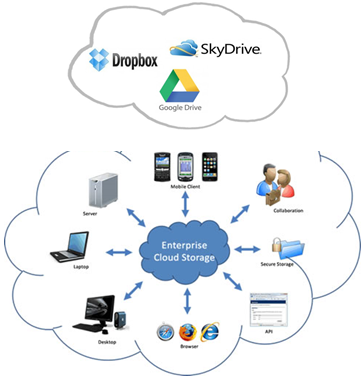 Dropbox
SkyDrive
Google Drive
Mobile Client
Server
Collaboration
Enterprise
Cloud Storage
Laptop
Secure Storage
Desktop
Browser
API